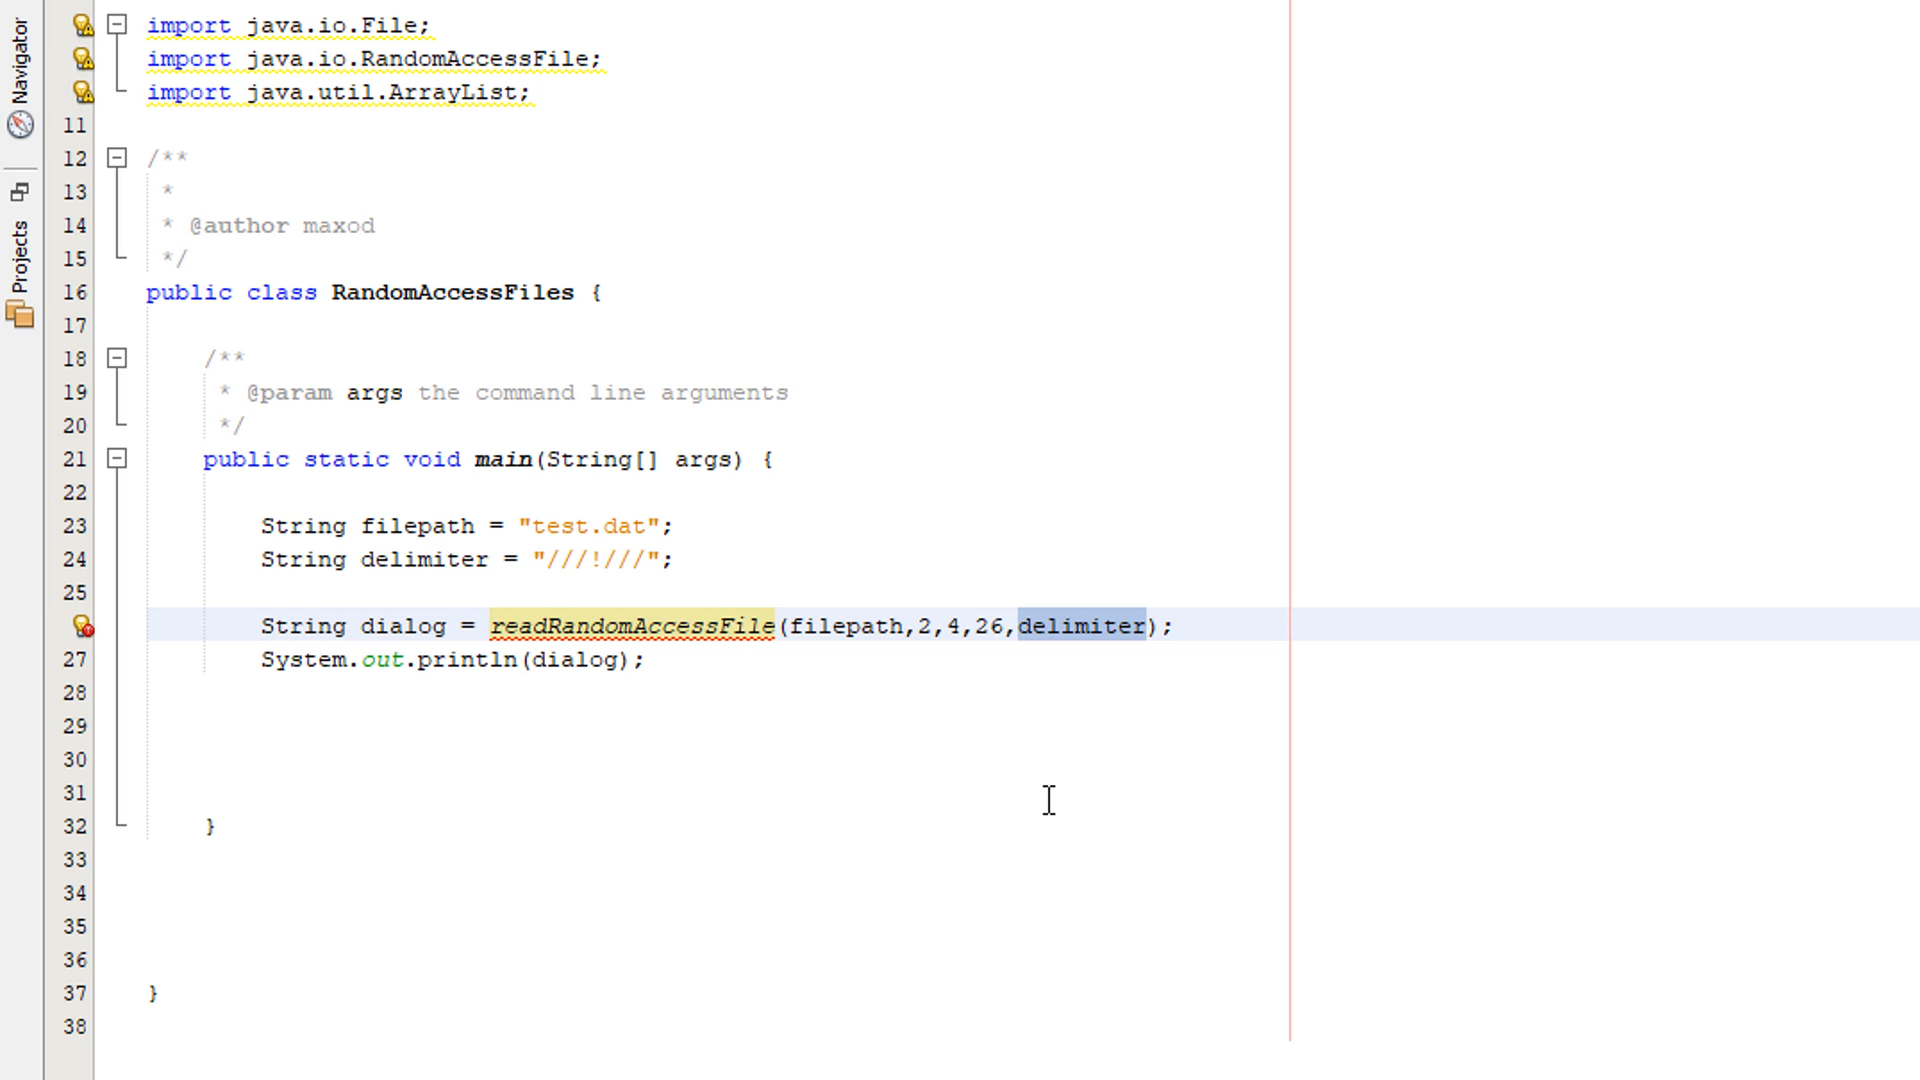 Navigator
Projects
import java.io.File;
import java.io.RandomAccessFile;
import java.util.ArrayList;
11
12 /**
13 *
14 * @author maxod
15 */
16 public class RandomAccessFiles {
17
18 /**
19 * @param args the command line arguments
20 */
21 public static void main(String[] args) {
22
23 String filepath = "test.dat";
24 String delimiter = "///!///";
25
String dialog = readRandomAccessFile(filepath,2,4,26,delimiter);
27 System.out.println(dialog);
28
29
30
31
32 }
33
34
35
36
37 }
38